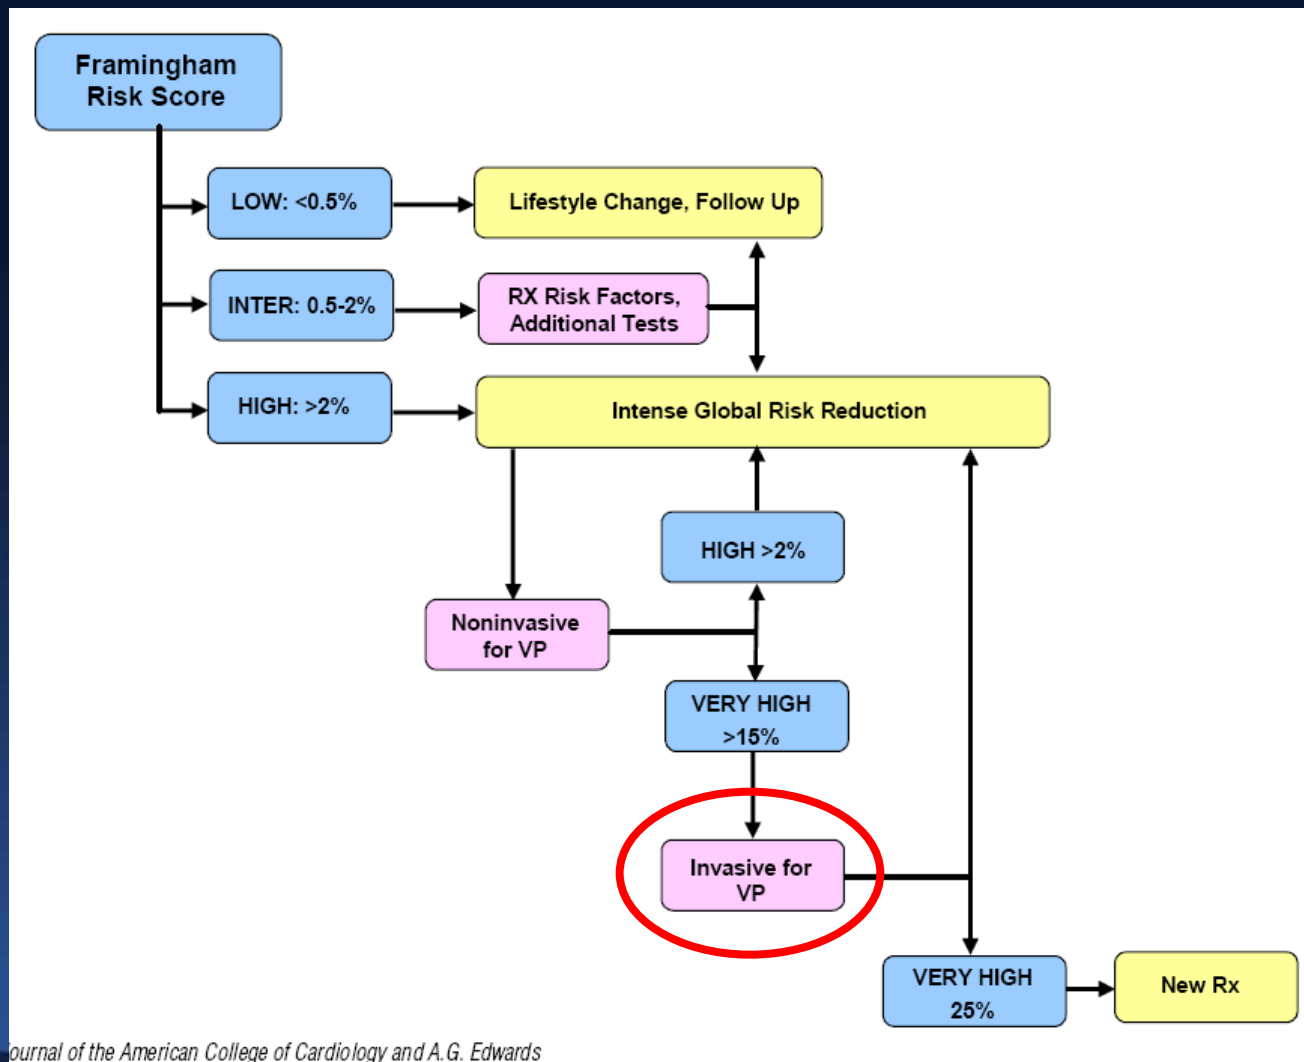 Framingham
Risk Score
LOW: <0.5%
Lifestyle Change, Follow Up
INTER: 0.5-2%
RX Risk Factors,
Additional Tests
HIGH: >2%
Intense Global Risk Reduction
HIGH >2%
Noninvasive
for VP
VERY HIGH
>15%
Invasive for
VP
VERY HIGH
25%
New Rx
ournal of the American College of Cardiology and A.G. Edwards